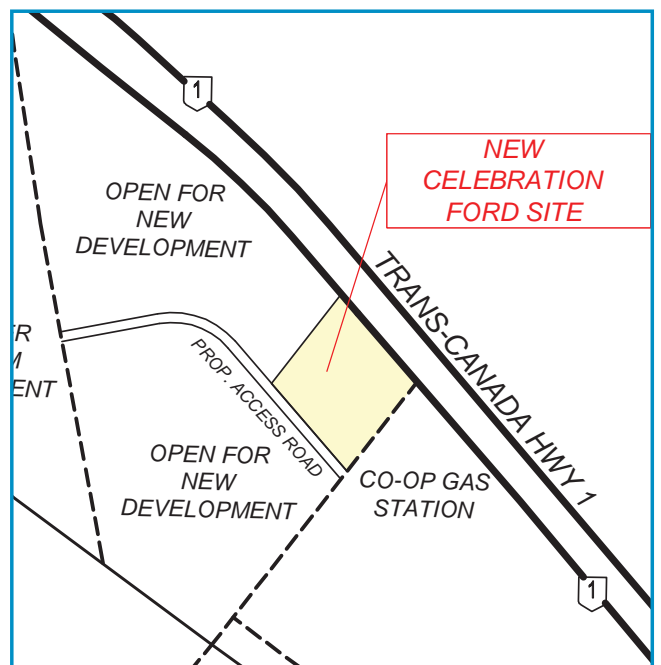 1
NEW
CELEBRATION
FORD SITE
OPEN FOR
NEW
DEVELOPMENT
TRANS-CANADA HWY 1
PROP. ACCESS ROAD
OPEN FOR
NEW
DEVELOPMENT
CO-OP GAS
STATION
1